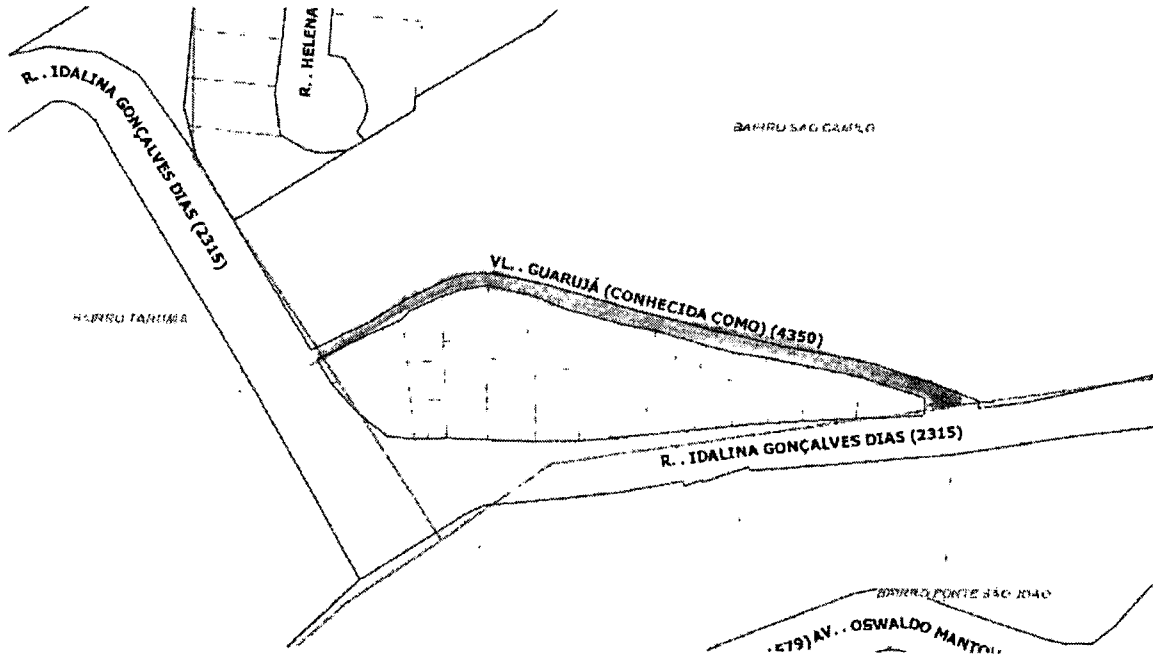 R.. HELENA
R.. IDALINA GONÇALVES DIAS (2315)
BAIRRO SÃO CAMILO
VL.. GUARUJÁ (CONHECIDA COMO) (4350)
BAIRRO TARUMÃ
R.. IDALINA GONÇALVES DIAS (2315)
BAIRRO PONTE SÃO JOÃO
579) AV.. OSWALDO